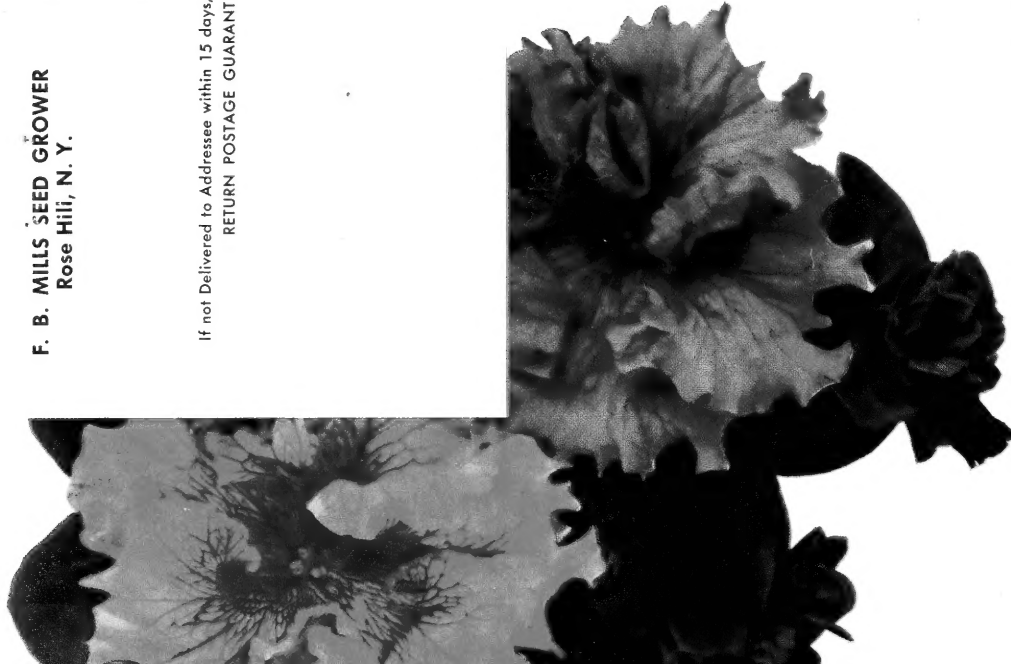 F. B. MILLS SEED GROWER
Rose Hill, N. Y.
If not Delivered to Addressee within 15 days,
RETURN POSTAGE GUARANT